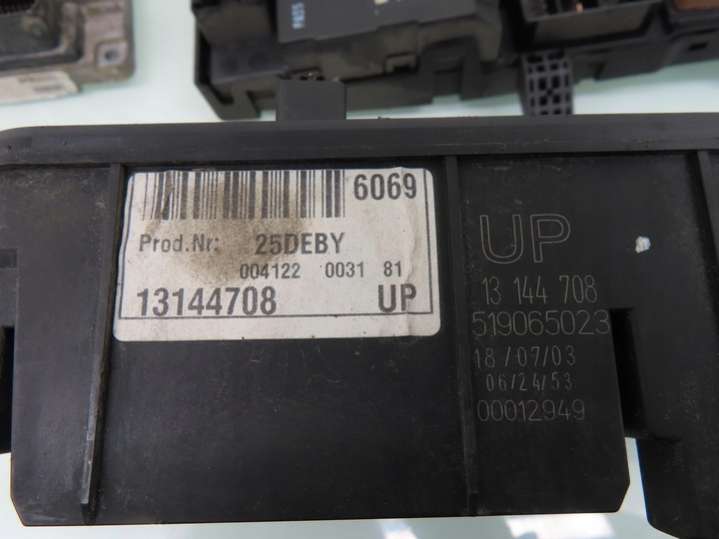 PASS
6069
Prod.Nr: 25DEBY
004122 0031 81
13144708 UP
UP
13 144 708
519065023
18/07/03
06/24/53
00012949